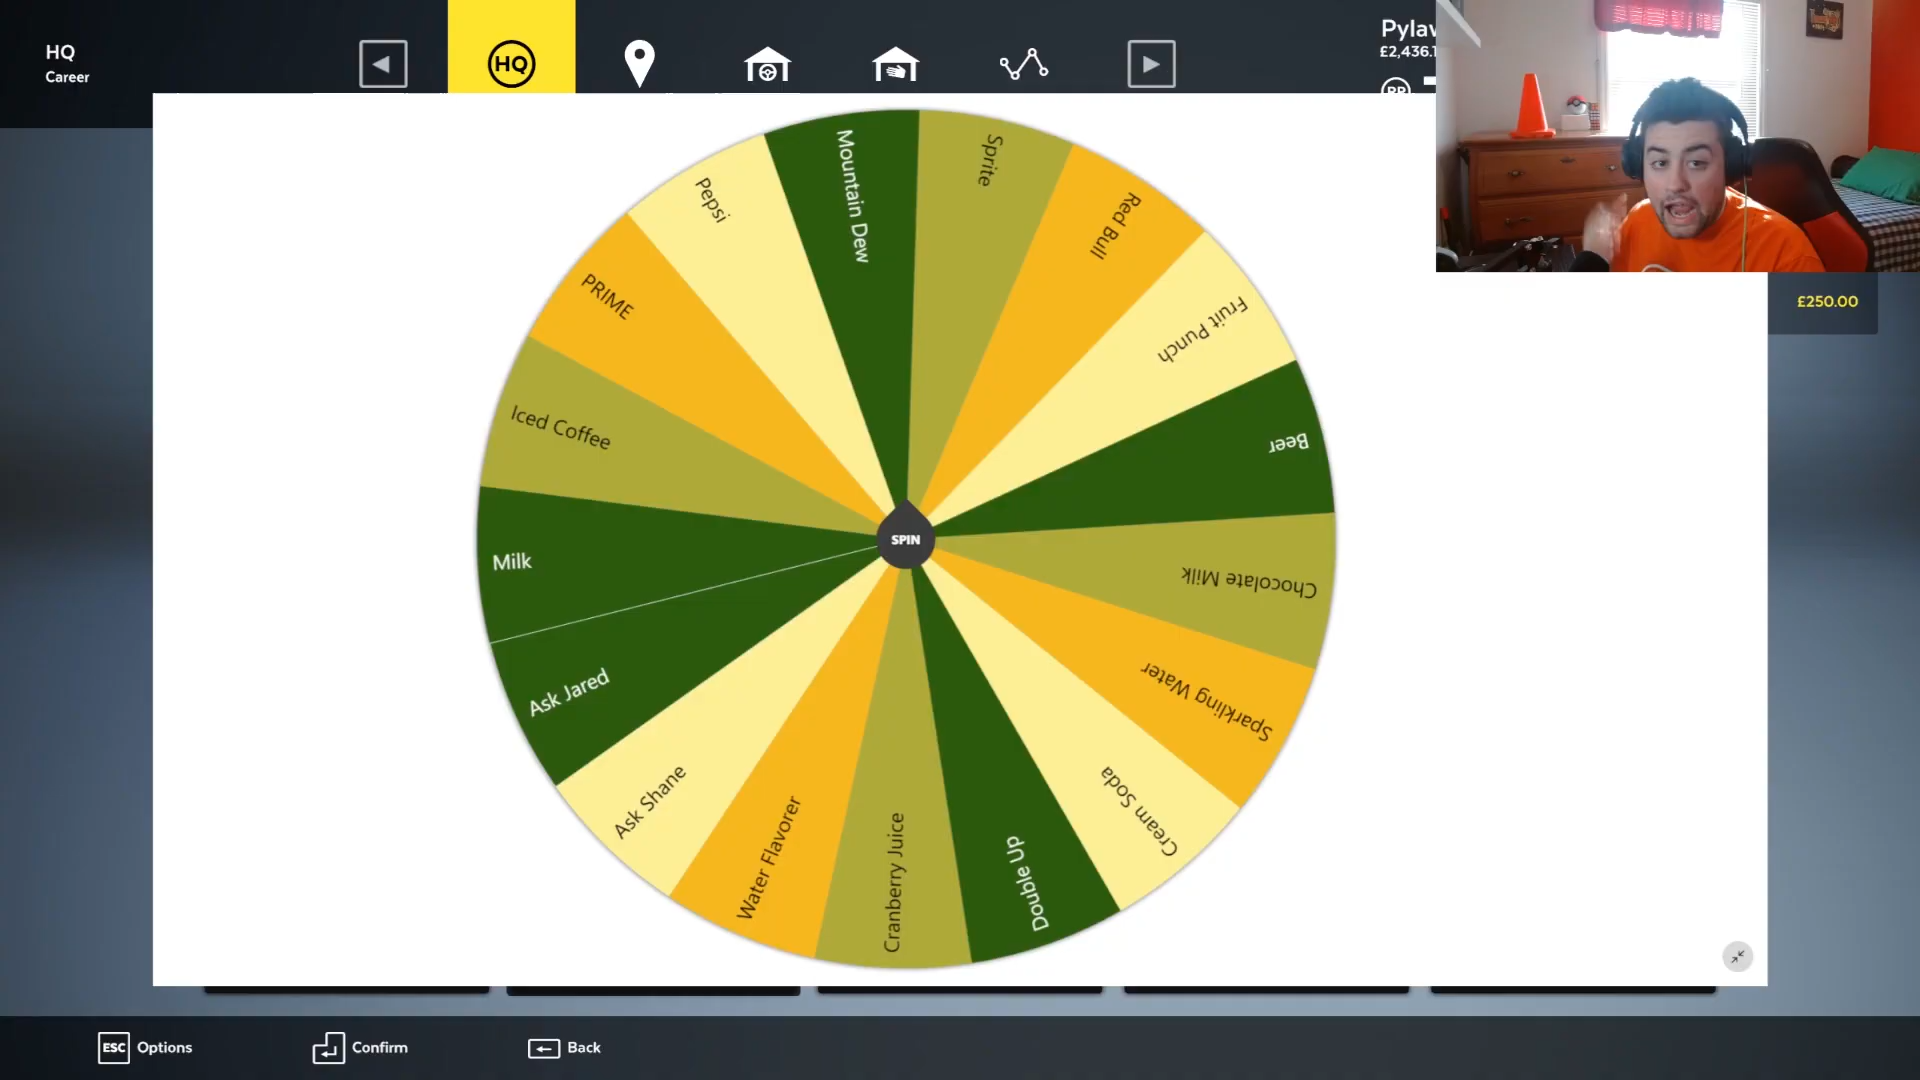 HQ
Career
HQ
Pylaw
£2,436.1
RP
£250.00
Mountain Dew
Sprite
Red Bull
Fruit Punch
Beer
Chocolate Milk
Sparkling Water
Cream Soda
Double Up
Cranberry Juice
Water Flavorer
Ask Shane
Ask Jared
Milk
Iced Coffee
PRIME
Pepsi
SPIN
ESC Options
Confirm
Back